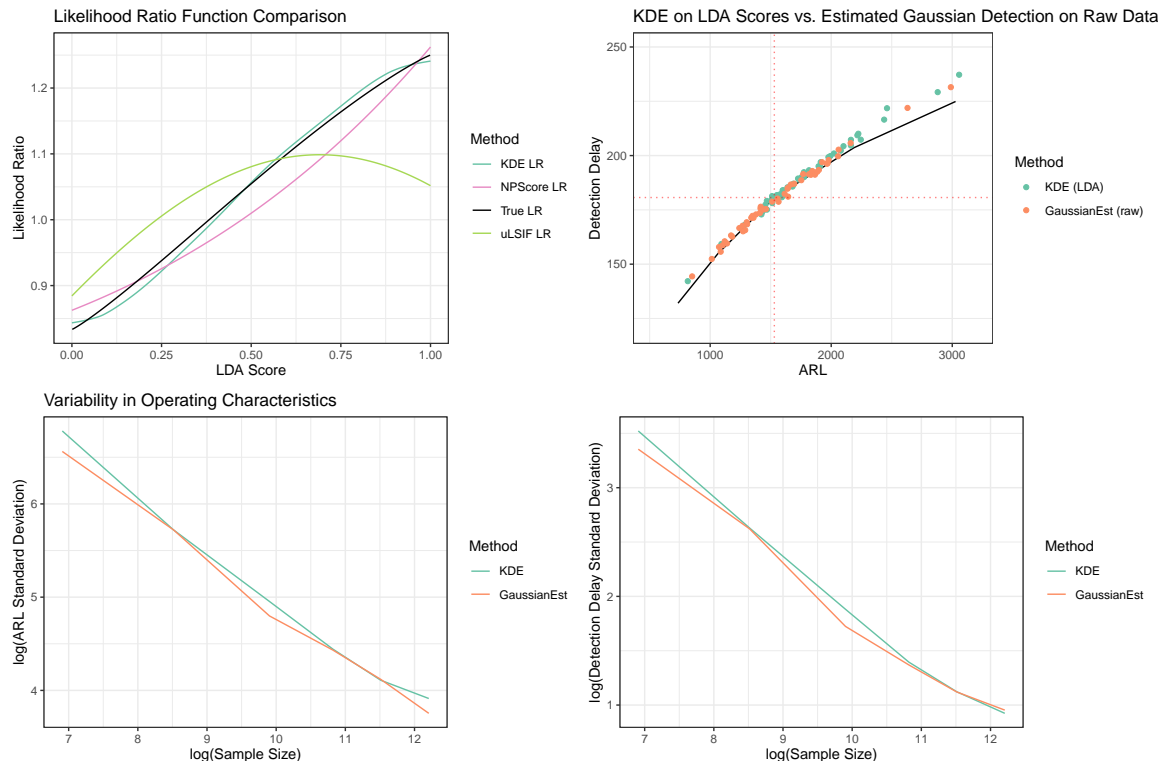 Likelihood Ratio Function Comparison
Likelihood Ratio
1.2
1.1
1.0
0.9
0.00
0.25
0.50
0.75
1.00
LDA Score
Method
KDE LR
NPScore LR
True LR
uLSIF LR
KDE on LDA Scores vs. Estimated Gaussian Detection on Raw Data
Detection Delay
250
200
150
1000
2000
3000
ARL
Method
KDE (LDA)
GaussianEst (raw)
Variability in Operating Characteristics
log(ARL Standard Deviation)
6
5
4
7
8
9
10
11
12
log(Sample Size)
Method
KDE
GaussianEst
log(Detection Delay Standard Deviation)
3
2
1
7
8
9
10
11
12
log(Sample Size)
Method
KDE
GaussianEst